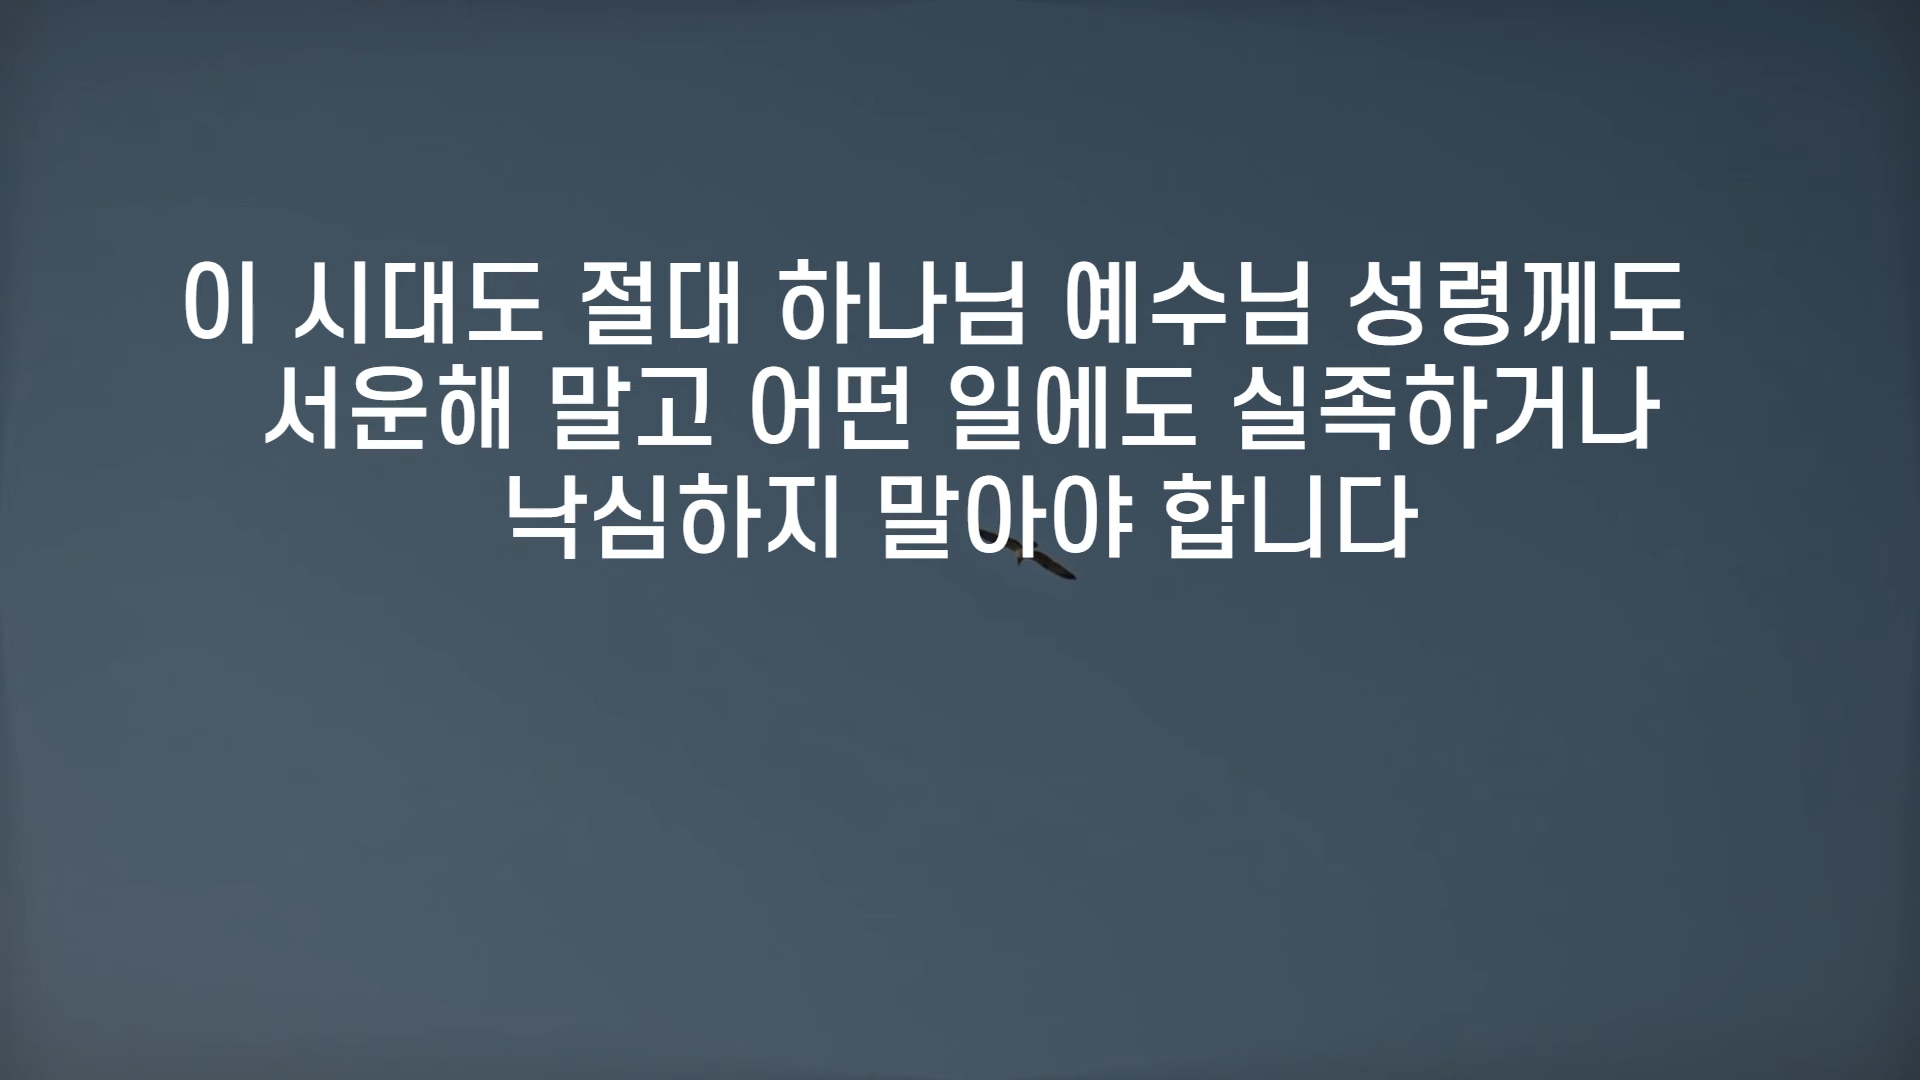 이 시대도 절대 하나님 예수님 성령께도
서운해 말고 어떤 일에도 실족하거나
낙심하지 말아야 합니다